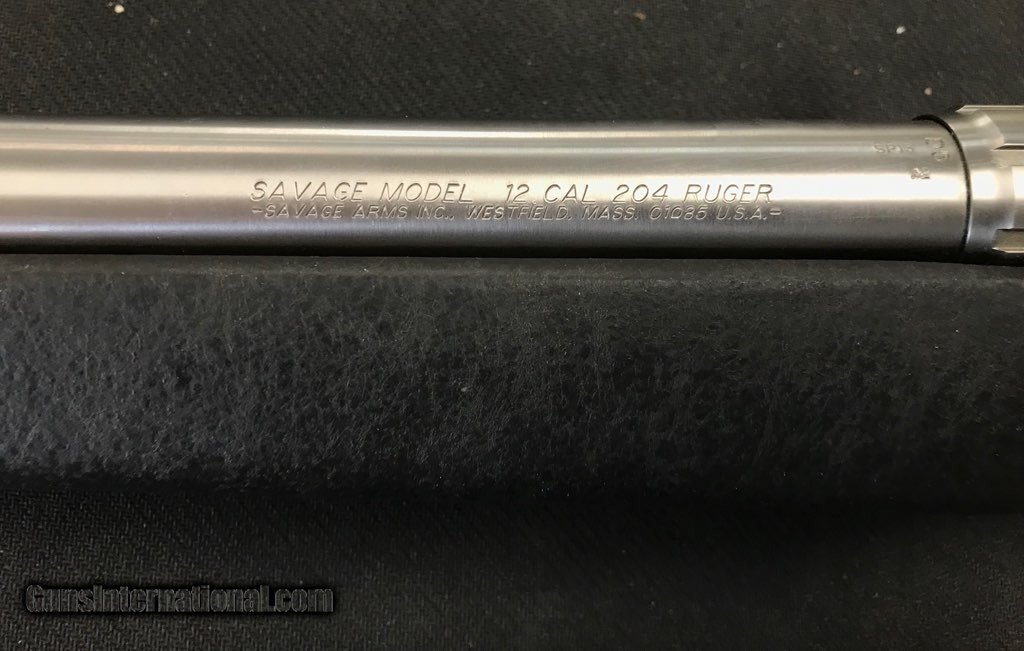 SAVAGE MODEL 12 CAL 204 RUGER
-SAVAGE ARMS INC., WESTFIELD, MASS. 01085 U.S.A.-
GunsInternational.com